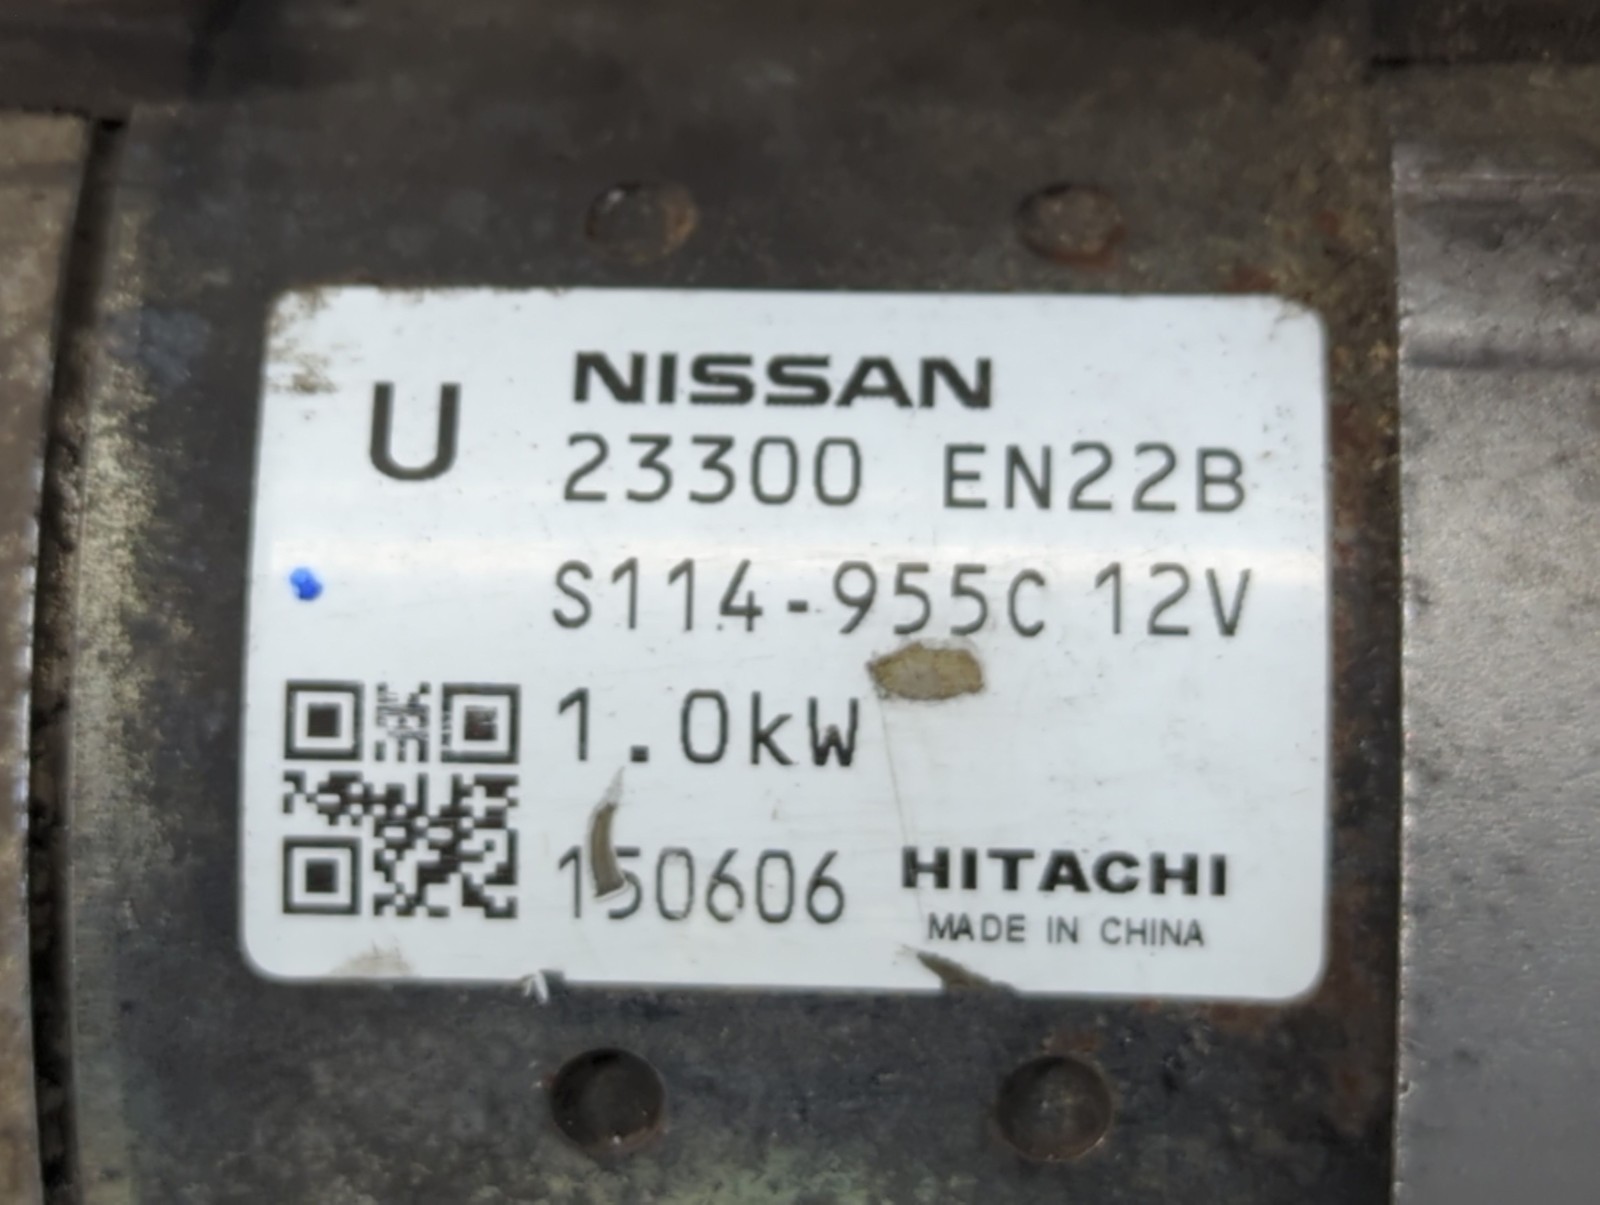 U
NISSAN
23300 EN22B
S114-955C 12V
1.0kW
150606
HITACHI
MADE IN CHINA